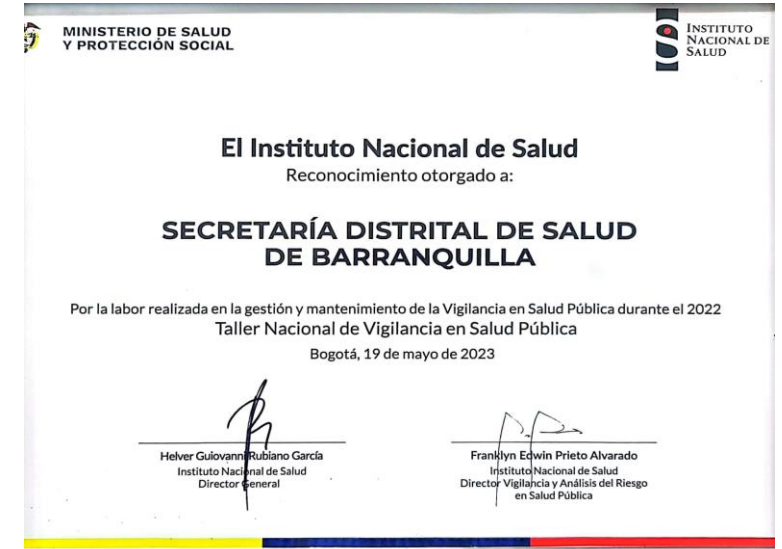 MINISTERIO DE SALUD
Y PROTECCIÓN SOCIAL
INSTITUTO
NACIONAL DE
SALUD
El Instituto Nacional de Salud
Reconocimiento otorgado a:
SECRETARÍA DISTRITAL DE SALUD
DE BARRANQUILLA
Por la labor realizada en la gestión y mantenimiento de la Vigilancia en Salud Pública durante el 2022
Taller Nacional de Vigilancia en Salud Pública
Bogotá, 19 de mayo de 2023
Helver Guiovanni Rubiano García
Instituto Nacional de Salud
Director General
Franklyn Edwin Prieto Alvarado
Instituto Nacional de Salud
Director Vigilancia y Análisis del Riesgo
en Salud Pública